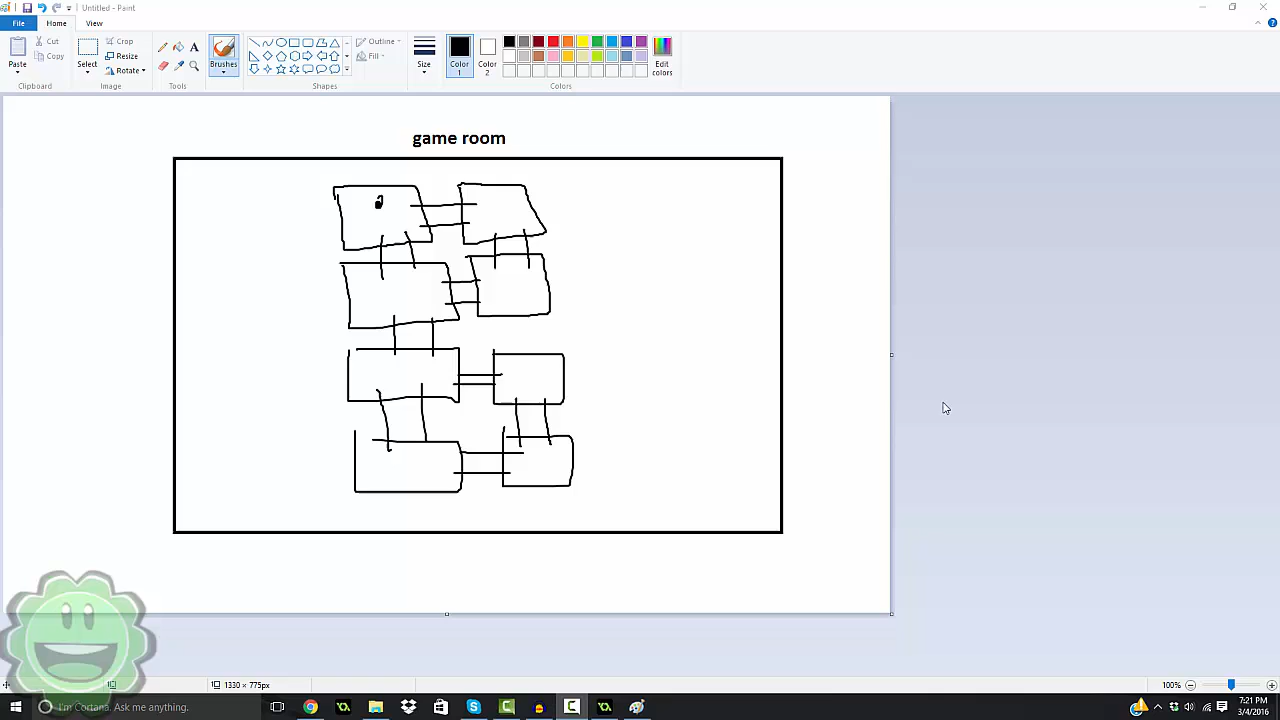 Untitled - Paint
File
Home
View
Paste
Cut
Copy
Clipboard
Select
Crop
Resize
Rotate
Image
A
Tools
Brushes
Outline
Fill
Shapes
Size
Color
1
Color
2
Edit
colors
Colors
game room
1330 × 775px
100%
I'm Cortana. Ask me anything.
7:21 PM
3/4/2016